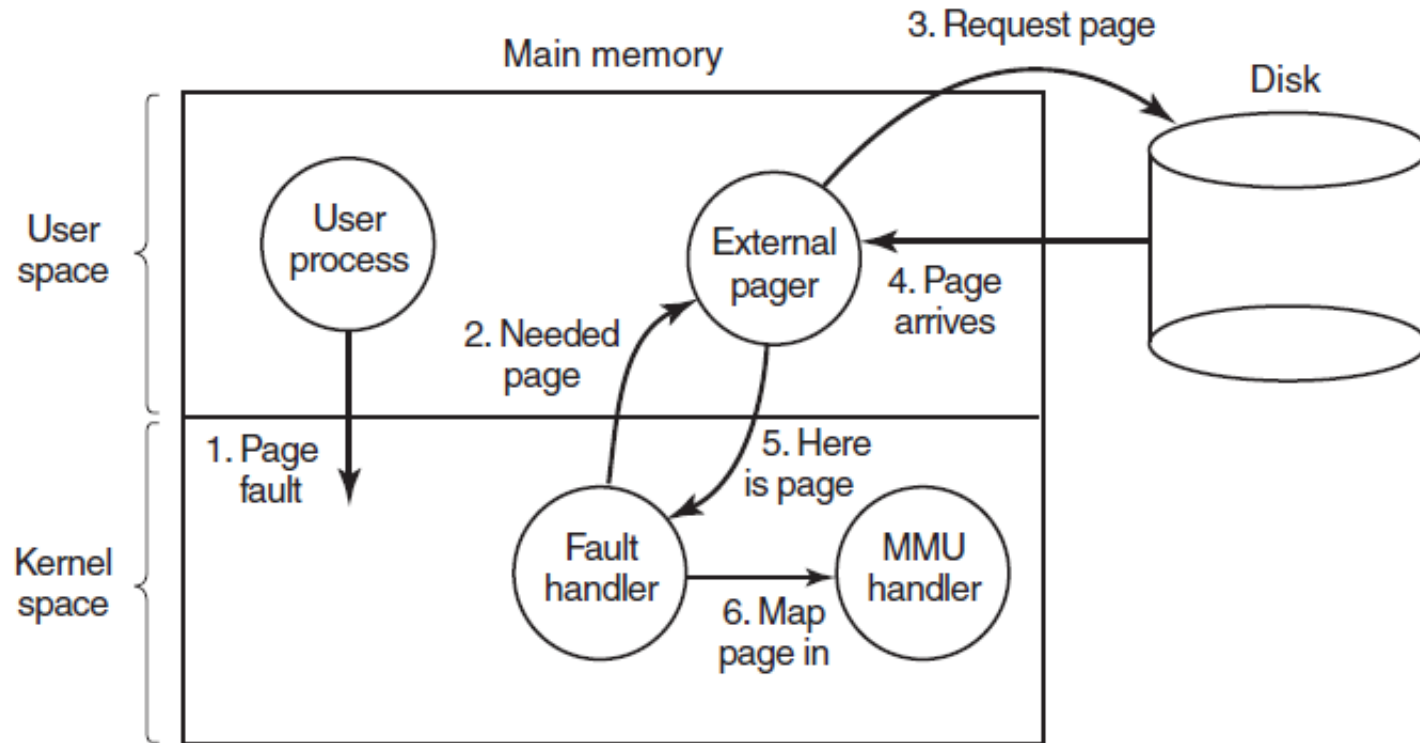 3. Request page
Main memory
Disk
User
space
User
process
External
pager
4. Page
arrives
2. Needed
page
1. Page
fault
5. Here
is page
Kernel
space
Fault
handler
MMU
handler
6. Map
page in